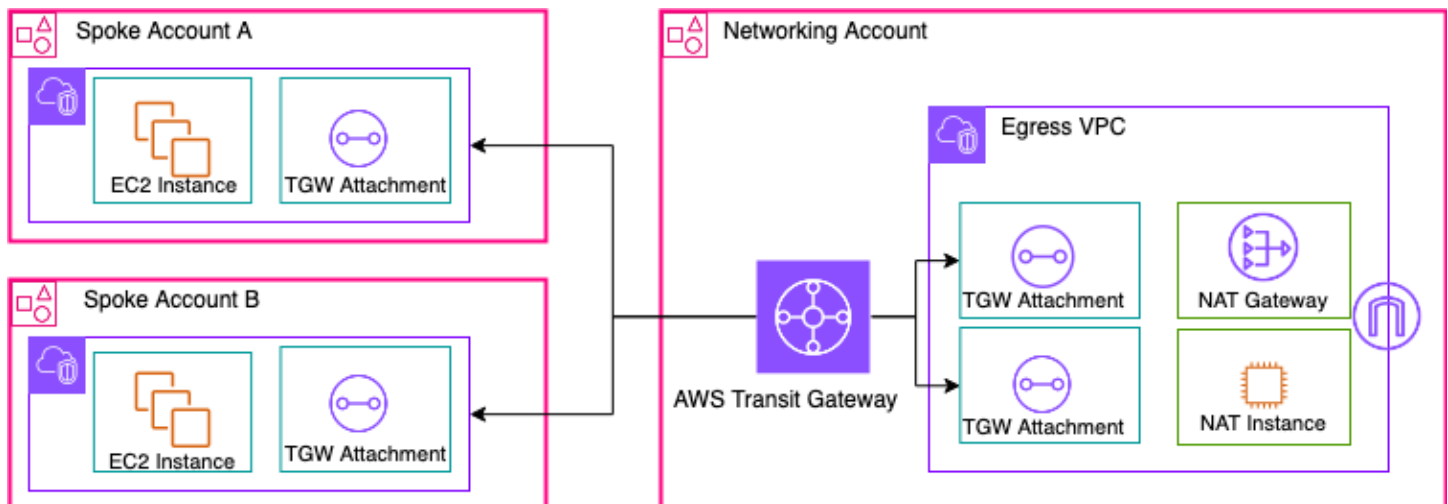 Spoke Account A
EC2 Instance
TGW Attachment
Spoke Account B
EC2 Instance
TGW Attachment
Networking Account
Egress VPC
AWS Transit Gateway
TGW Attachment
NAT Gateway
TGW Attachment
NAT Instance